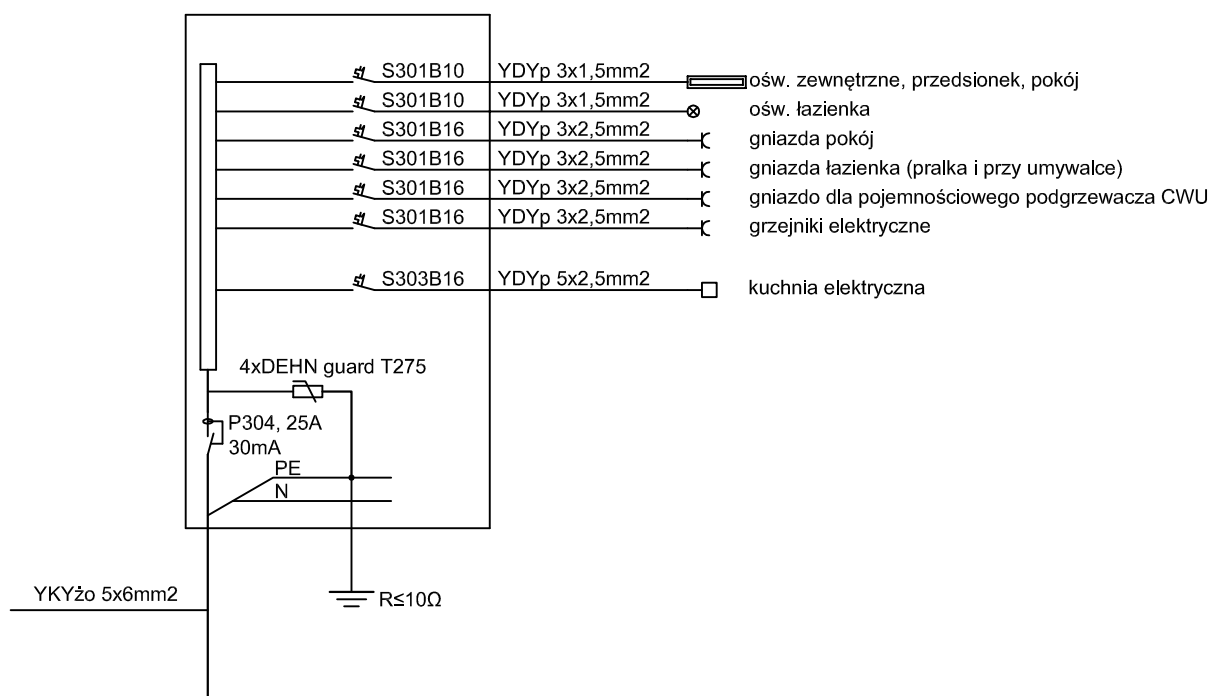 S301B10 YDYp 3x1,5mm2 ośw. zewnętrzne, przedsionek, pokój
S301B10 YDYp 3x1,5mm2 ośw. łazienka
S301B16 YDYp 3x2,5mm2 gniazda pokój
S301B16 YDYp 3x2,5mm2 gniazda łazienka (pralka i przy umywalce)
S301B16 YDYp 3x2,5mm2 gniazdo dla pojemnościowego podgrzewacza CWU
S301B16 YDYp 3x2,5mm2 grzejniki elektryczne
S303B16 YDYp 5x2,5mm2 kuchnia elektryczna
4xDEHN guard T275
P304, 25A
30mA
PE
N
YKYżo 5x6mm2
R≤10Ω